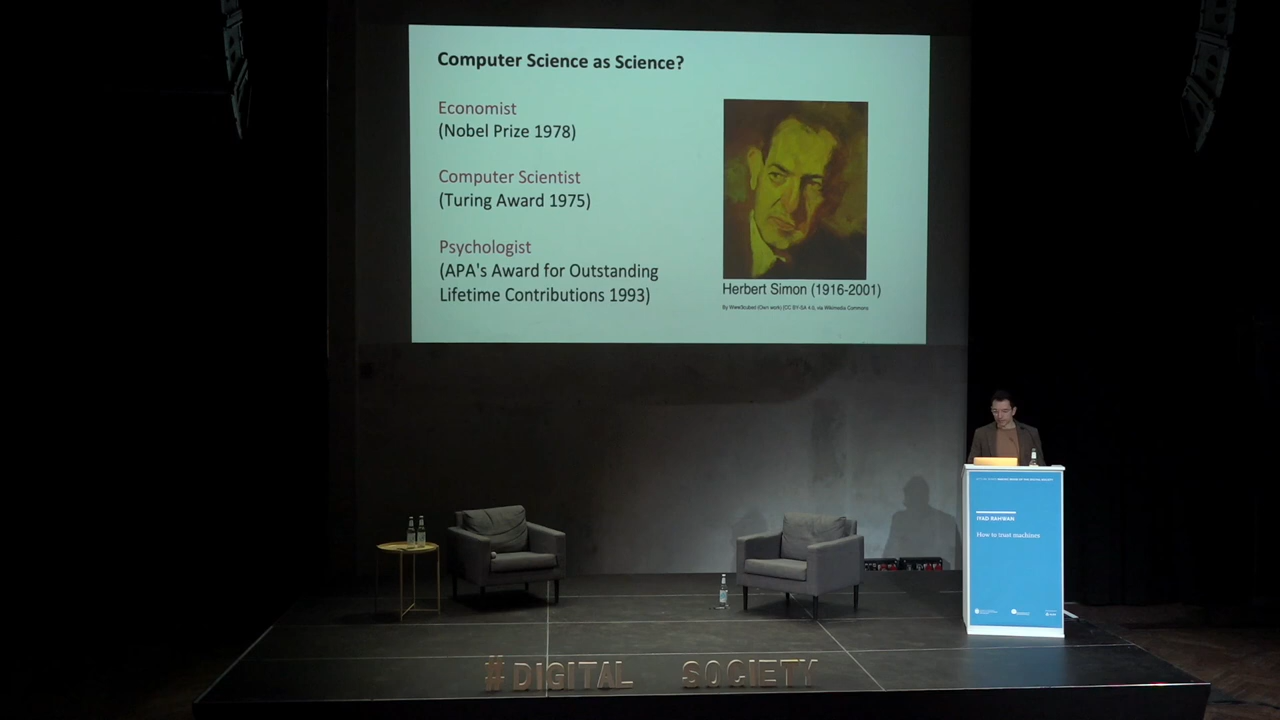 Computer Science as Science?
Economist
(Nobel Prize 1978)
Computer Scientist
(Turing Award 1975)
Psychologist
(APA's Award for Outstanding
Lifetime Contributions 1993)
Herbert Simon (1916-2001)
IYAD RAHWAN
How to trust machines
#DIGITAL SOCIETY